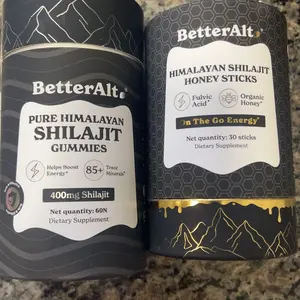 BetterAlt
PURE HIMALAYAN
SHILAJIT
GUMMIES
Helps Boost
Energy*
85+
Trace
Minerals*
400mg Shilajit
Net quantity: 60N
Dietary Supplement
BetterAlt
HIMALAYAN SHILAJIT
HONEY STICKS
Fulvic
Acid*
Organic
Honey*
On The Go Energy*
Net quantity: 30 sticks
Dietary Supplement